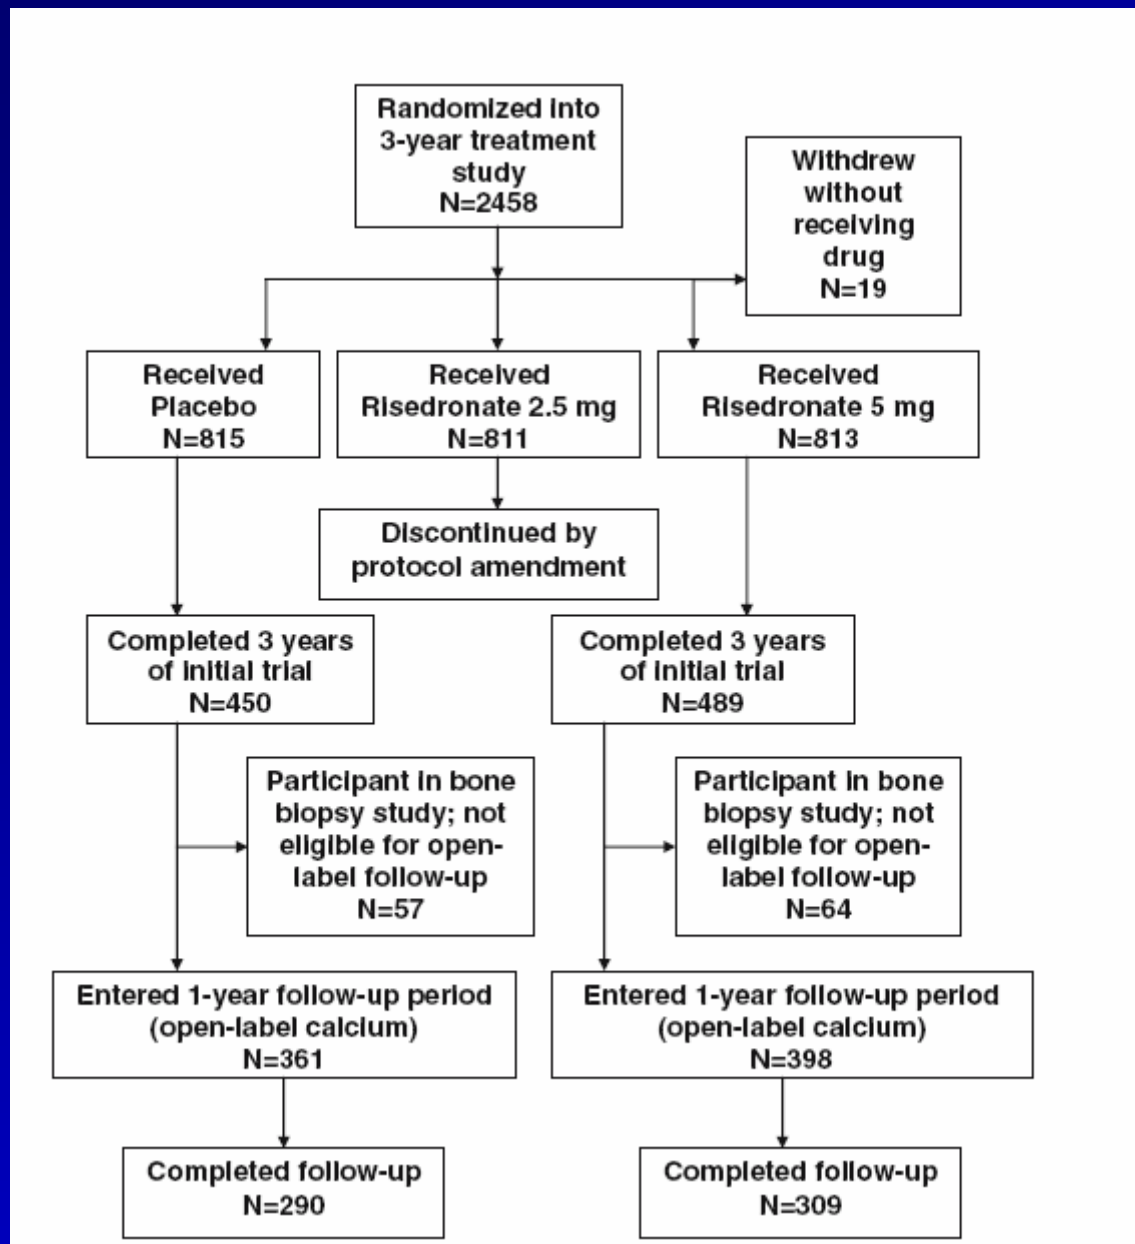 Randomized into
3-year treatment
study
N=2458
Withdrew
without
receiving
drug
N=19
Received
Placebo
N=815
Received
Risedronate 2.5 mg
N=811
Received
Risedronate 5 mg
N=813
Discontinued by
protocol amendment
Completed 3 years
of initial trial
N=450
Completed 3 years
of initial trial
N=489
Participant in bone
biopsy study; not
eligible for open-
label follow-up
N=57
Participant in bone
biopsy study; not
eligible for open-
label follow-up
N=64
Entered 1-year follow-up period
(open-label calcium)
N=361
Entered 1-year follow-up period
(open-label calcium)
N=398
Completed follow-up
N=290
Completed follow-up
N=309